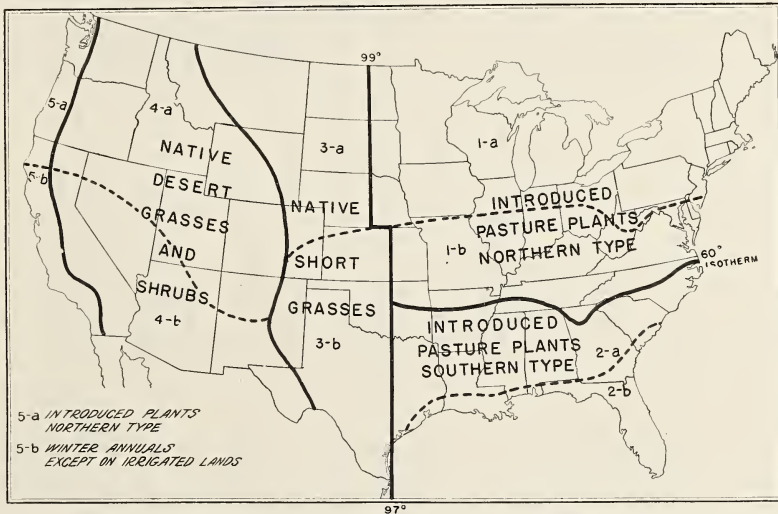 99°
5-a
4-a
3-a
1-a
NATIVE
DESERT
GRASSES
AND
SHRUBS
4-b
5-b
NATIVE
SHORT
GRASSES
3-b
INTRODUCED
PASTURE PLANTS
NORTHERN TYPE
1-b
60°
ISOTHERM
INTRODUCED
PASTURE PLANTS
SOUTHERN TYPE
2-a
2-b
5-a INTRODUCED PLANTS
NORTHERN TYPE
5-b WINTER ANNUALS
EXCEPT ON IRRIGATED LANDS
97°